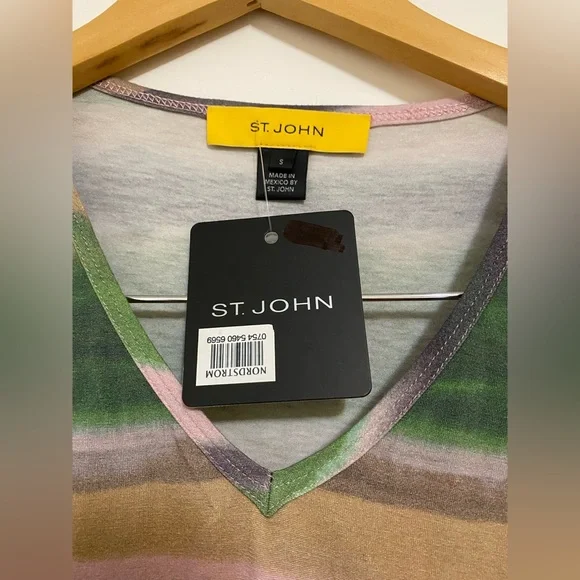 ST. JOHN
S
MADE IN
MEXICO BY
ST. JOHN
ST. JOHN
0754 5460 6569
NORDSTROM